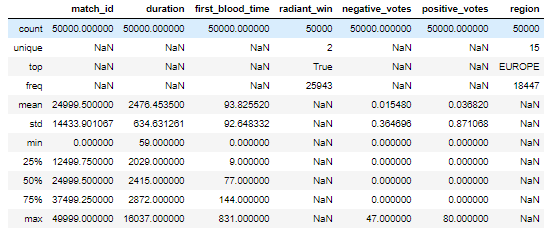 match_id duration first_blood_time radiant_win negative_votes positive_votes region
count 50000.000000 50000.000000 50000.000000 50000 50000.000000 50000.000000 50000
unique NaN NaN NaN 2 NaN NaN 15
top NaN NaN NaN True NaN NaN EUROPE
freq NaN NaN NaN 25943 NaN NaN 18447
mean 24999.500000 2476.453500 93.825520 NaN 0.015480 0.036820 NaN
std 14433.901067 634.631261 92.648332 NaN 0.364696 0.871068 NaN
min 0.000000 59.000000 0.000000 NaN 0.000000 0.000000 NaN
25% 12499.750000 2029.000000 9.000000 NaN 0.000000 0.000000 NaN
50% 24999.500000 2415.000000 77.000000 NaN 0.000000 0.000000 NaN
75% 37499.250000 2872.000000 144.000000 NaN 0.000000 0.000000 NaN
max 49999.000000 16037.000000 831.000000 NaN 47.000000 80.000000 NaN